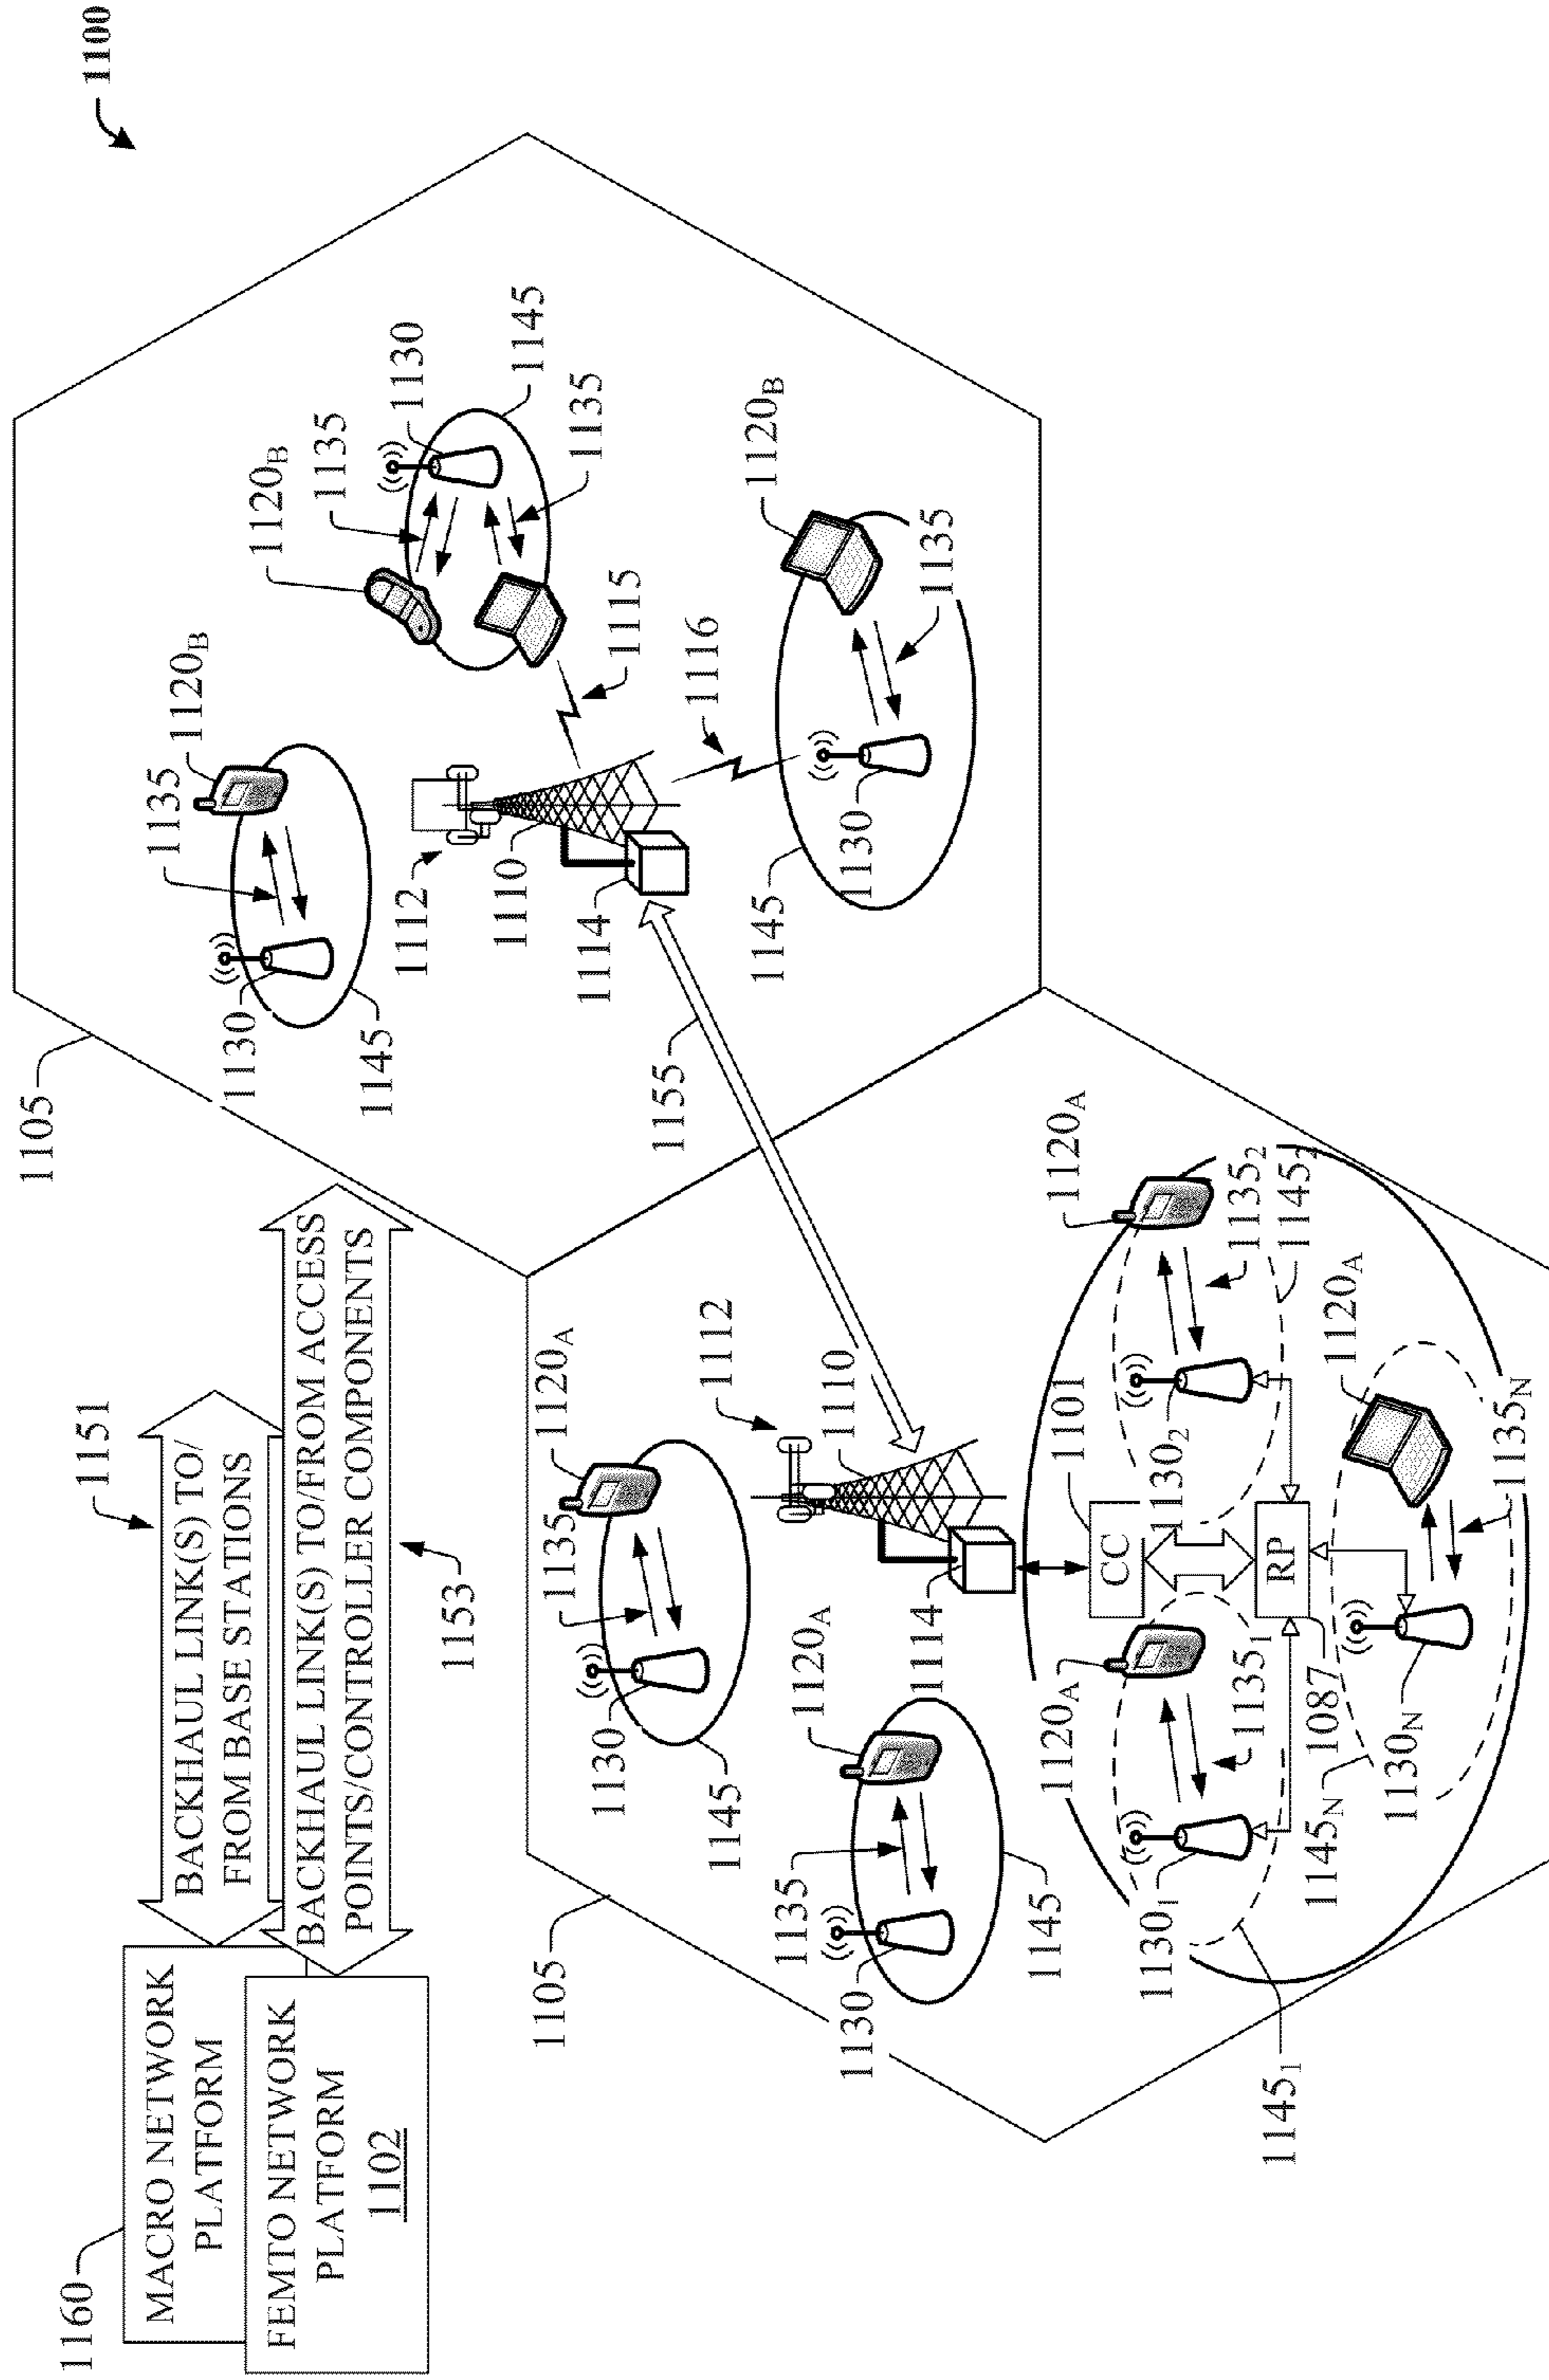 1100
1160
MACRO NETWORK
PLATFORM
FEMTO NETWORK
PLATFORM
1102
1151
BACKHAUL LINK(S) TO/
FROM BASE STATIONS
BACKHAUL LINK(S) TO/FROM ACCESS
POINTS/CONTROLLER COMPONENTS
1153
1105
1130
1135
1120B
1145
1112
1110
1114
1120B
1135
1130
1145
1135
1115
1116
1120B
1135
1130
1145
1155
1105
1120A
1135
1130
1145
1112
1110
1114
1120A
1135
1130
1145
1101
CC
RP
1087
1120A
1135₁
1130₁
1145₁
1120A
1135₂
1145₂
1130₂
1120A
1135N
1130N
1145N